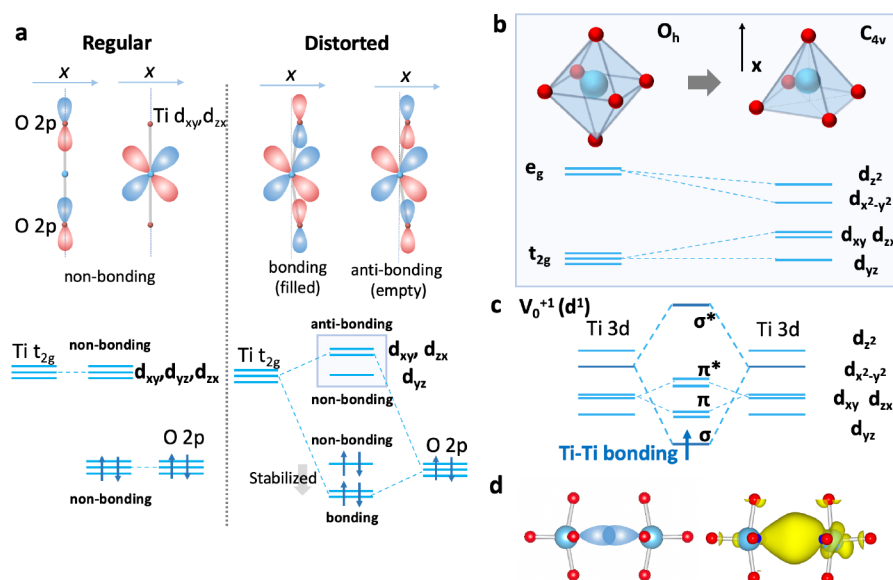 a
Regular
Distorted
x
x
x
x
O 2p
Ti d_xy,d_zx
O 2p
non-bonding
bonding
(filled)
anti-bonding
(empty)
Ti t_2g
non-bonding
d_xy,d_yz,d_zx
O 2p
non-bonding
Ti t_2g
anti-bonding
d_xy, d_zx
d_yz
non-bonding
non-bonding
O 2p
Stabilized
bonding
b
O_h
C_4v
x
e_g
d_z²
d_x²-y²
t_2g
d_xy d_zx
d_yz
c
V_0^+1 (d^1)
Ti 3d
σ*
Ti 3d
d_z²
π*
d_x²-y²
π
d_xy d_zx
σ
d_yz
Ti-Ti bonding
d